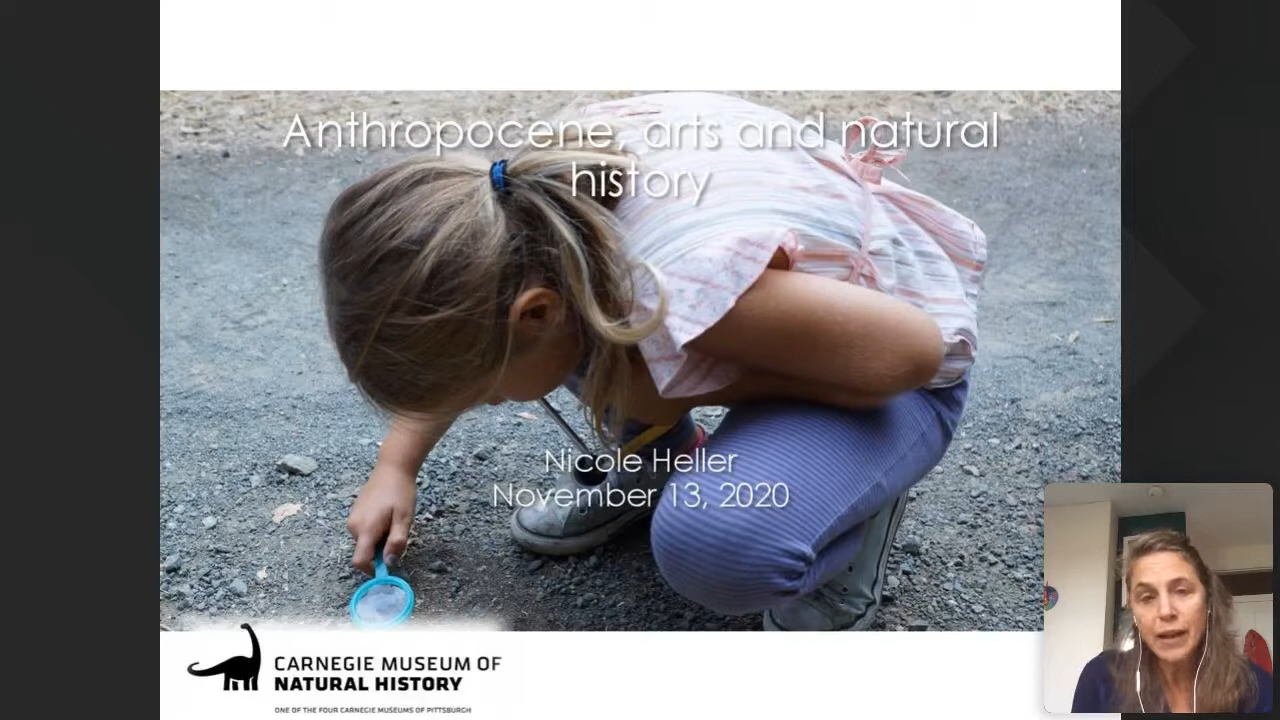 Anthropocene, arts and natural
history
Nicole Heller
November 13, 2020
CARNEGIE MUSEUM OF
NATURAL HISTORY
ONE OF THE FOUR CARNEGIE MUSEUMS OF PITTSBURGH